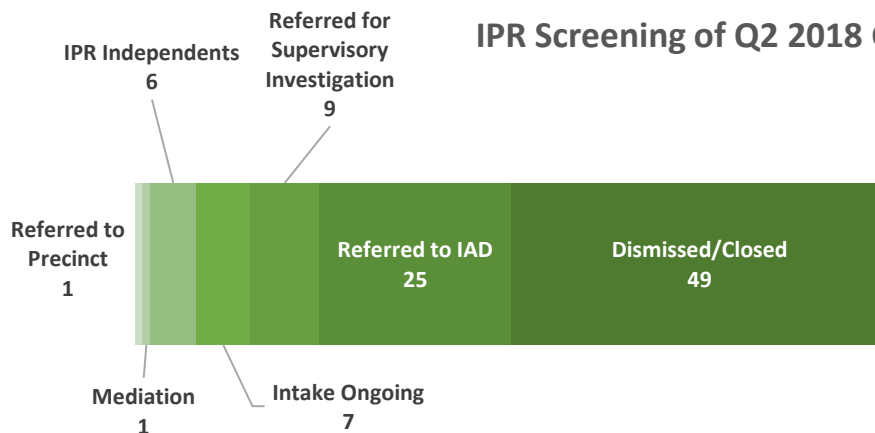 IPR Screening of Q2 2018
Referred for
Supervisory
Investigation
9
IPR Independents
6
Referred to
Precinct
1
Referred to IAD
25
Dismissed/Closed
49
Mediation
1
Intake Ongoing
7